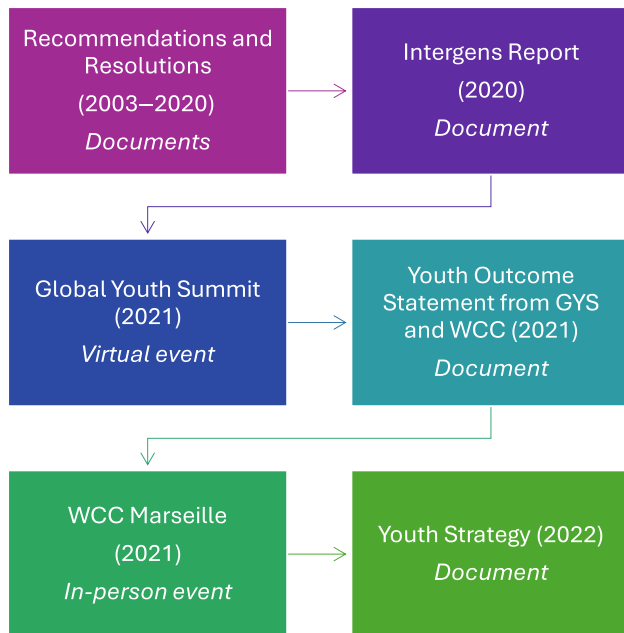 Recommendations and
Resolutions
(2003–2020)
Documents
Intergens Report
(2020)
Document
Global Youth Summit
(2021)
Virtual event
Youth Outcome
Statement from GYS
and WCC (2021)
Document
WCC Marseille
(2021)
In-person event
Youth Strategy (2022)
Document